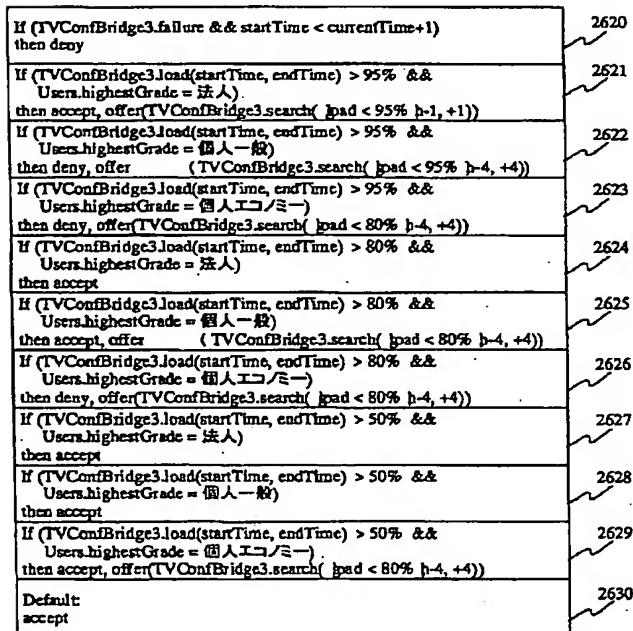 If (TVConfBridge3.failure && startTime < currentTime+1)
then deny
2620
If (TVConfBridge3.load(startTime, endTime) > 95% &&
Users.highestGrade = 法人)
then accept, offer(TVConfBridge3.search( load < 95% h-1, +1))
2621
If (TVConfBridge3.load(startTime, endTime) > 95% &&
Users.highestGrade = 個人一般)
then deny, offer (TVConfBridge3.search( load < 95% h-4, +4))
2622
If (TVConfBridge3.load(startTime, endTime) > 95% &&
Users.highestGrade = 個人エコノミー)
then deny, offer(TVConfBridge3.search( load < 80% h-4, +4))
2623
If (TVConfBridge3.load(startTime, endTime) > 80% &&
Users.highestGrade = 法人)
then accept
2624
If (TVConfBridge3.load(startTime, endTime) > 80% &&
Users.highestGrade = 個人一般)
then accept, offer ( TVConfBridge3.search( load < 80% h-4, +4))
2625
If (TVConfBridge3.load(startTime, endTime) > 80% &&
Users.highestGrade = 個人エコノミー)
then deny, offer(TVConfBridge3.search( load < 80% h-4, +4))
2626
If (TVConfBridge3.load(startTime, endTime) > 50% &&
Users.highestGrade = 法人)
then accept
2627
If (TVConfBridge3.load(startTime, endTime) > 50% &&
Users.highestGrade = 個人一般)
then accept
2628
If (TVConfBridge3.load(startTime, endTime) > 50% &&
Users.highestGrade = 個人エコノミー)
then accept, offer(TVConfBridge3.search( load < 80% h-4, +4))
2629
Default:
accept
2630